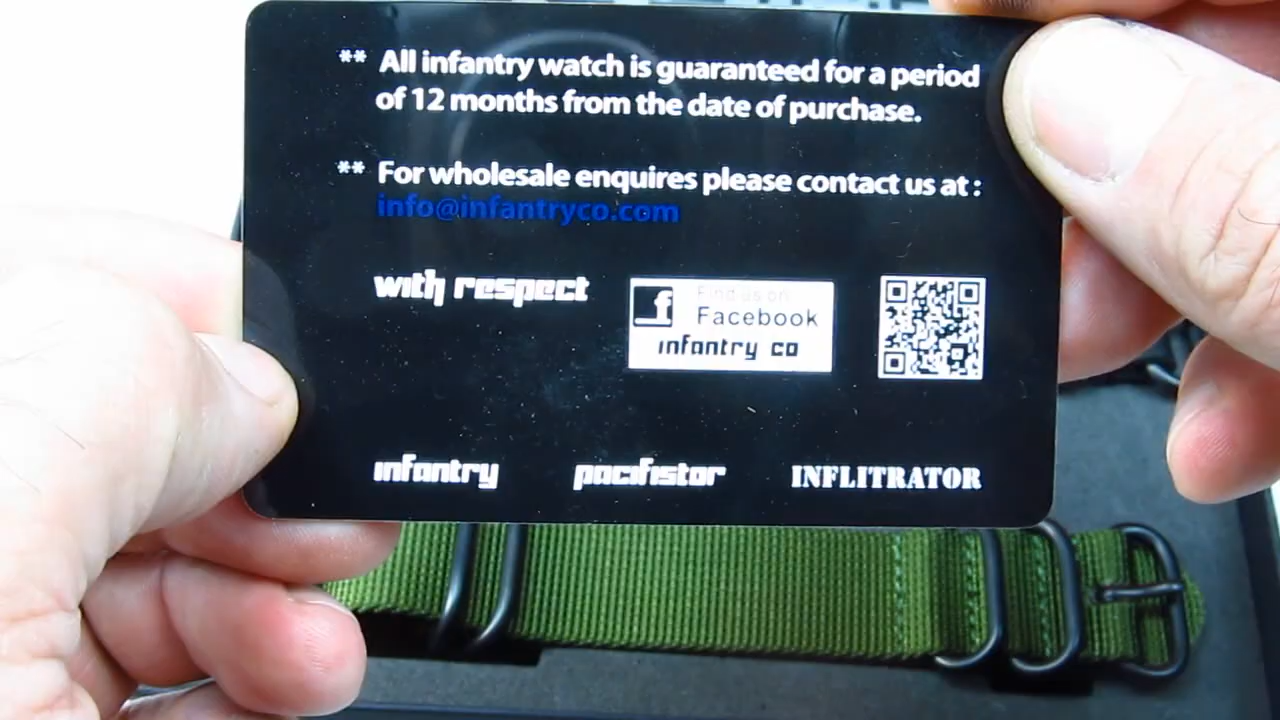 ** All infantry watch is guaranteed for a period
of 12 months from the date of purchase.
** For wholesale enquires please contact us at :
info@infantryco.com
with respect
Find us on
Facebook
infantry co
infantry pacifistor INFLITRATOR